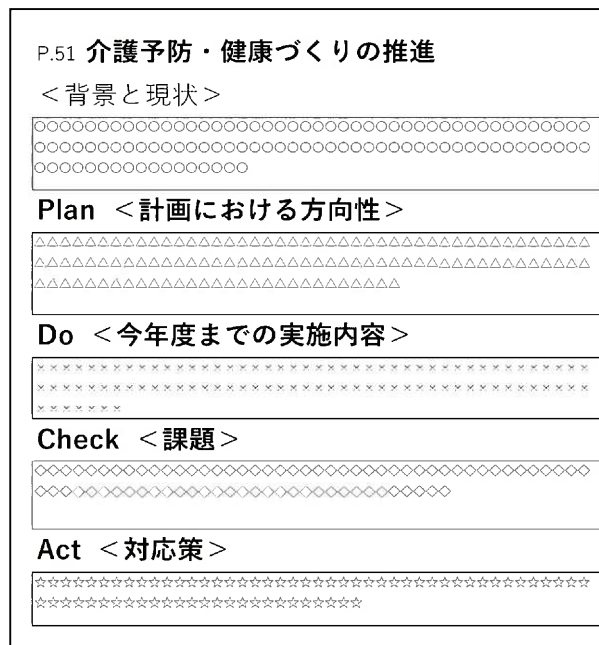 P.51 介護予防・健康づくりの推進
＜背景と現状＞
○○○○○○○○○○○○○○○○○○○○○○○○○○○○○○○○○○○○○○○○○○○○
○○○○○○○○○○○○○○○○○○○○○○○○○○○○○○○○○○○○○○○○○○○○
○○○○○○○○○○○○○○○○○
Plan ＜計画における方向性＞
△△△△△△△△△△△△△△△△△△△△△△△△△△△△△△△△△△△△△△△△△△△△
△△△△△△△△△△△△△△△△△△△△△△△△△△△△△△△△△△△△△△△△△△△△
△△△△△△△△△△△△△△△△△△△△△△△△△△△△△
Do ＜今年度までの実施内容＞
××××××××××××××××××××××××××××××××××××××××××××
××××××××××××××××××××××××××××××××××××××××××××
×××××××
Check ＜課題＞
◇◇◇◇◇◇◇◇◇◇◇◇◇◇◇◇◇◇◇◇◇◇◇◇◇◇◇◇◇◇◇◇◇◇◇◇◇◇◇◇◇◇◇◇
◇◇◇◇◇◇◇◇◇◇◇◇◇◇◇◇◇◇◇◇◇◇◇◇◇◇◇◇◇◇◇◇◇
Act ＜対応策＞
☆☆☆☆☆☆☆☆☆☆☆☆☆☆☆☆☆☆☆☆☆☆☆☆☆☆☆☆☆☆☆☆☆☆☆☆☆☆☆☆☆☆☆☆
☆☆☆☆☆☆☆☆☆☆☆☆☆☆☆☆☆☆☆☆☆☆☆☆☆☆